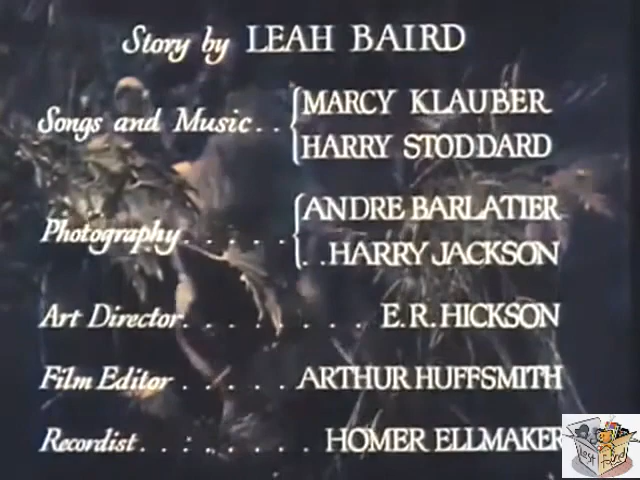 Story by LEAH BAIRD
Songs and Music.. MARCY KLAUBER
HARRY STODDARD
Photography..... ANDRE BARLATIER
..HARRY JACKSON
Art Director........ E.R. HICKSON
Film Editor..... ARTHUR HUFFSMITH
Recordist....... HOMER ELLMAKER